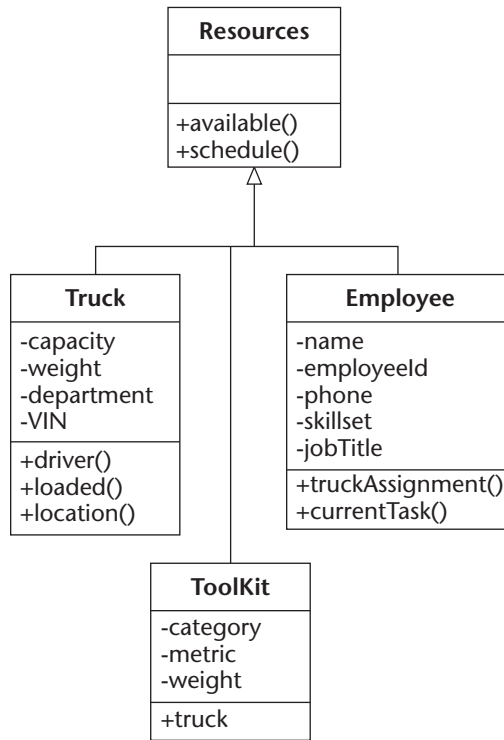 Resources
+available()
+schedule()
Truck
-capacity
-weight
-department
-VIN
+driver()
+loaded()
+location()
Employee
-name
-employeeId
-phone
-skillset
-jobTitle
+truckAssignment()
+currentTask()
ToolKit
-category
-metric
-weight
+truck